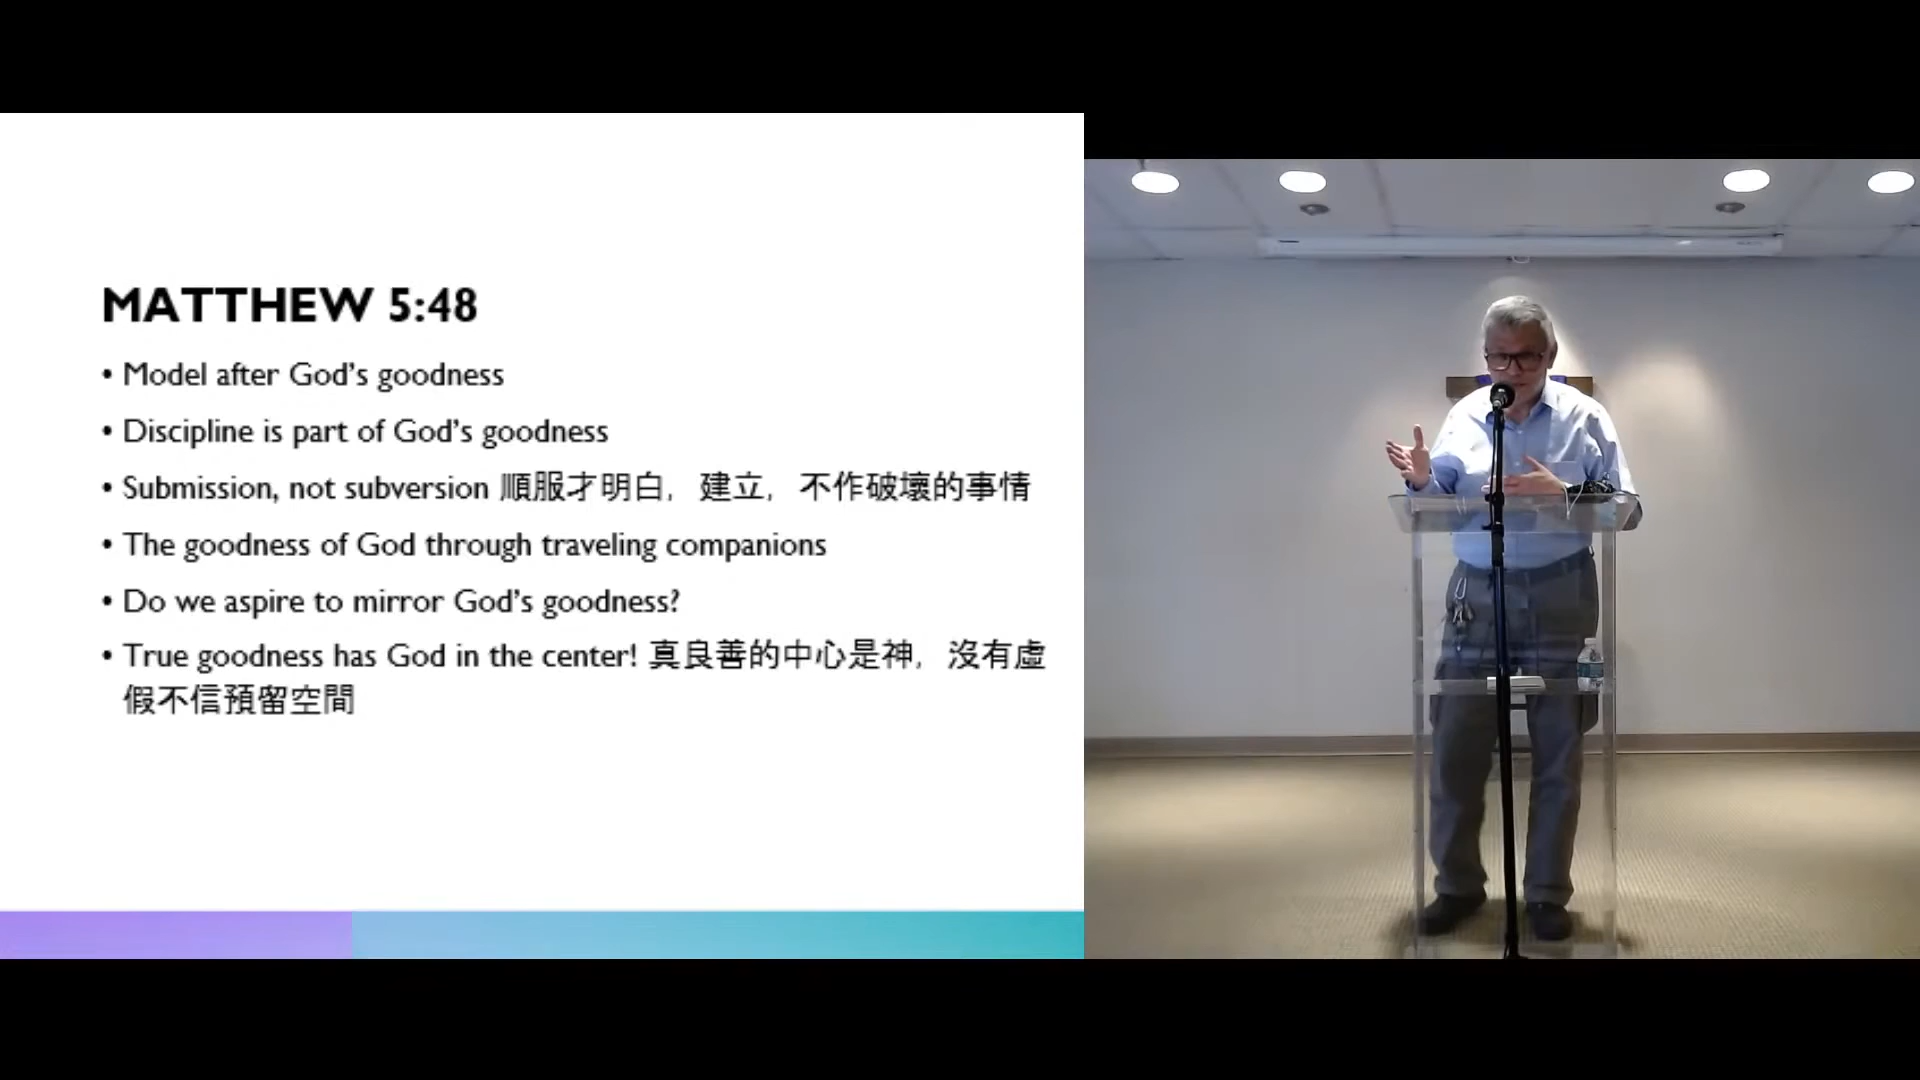 MATTHEW 5:48
• Model after God's goodness
• Discipline is part of God's goodness
• Submission, not subversion 順服才明白，建立，不作破壞的事情
• The goodness of God through traveling companions
• Do we aspire to mirror God's goodness?
• True goodness has God in the center! 真良善的中心是神，沒有虛
假不信預留空間